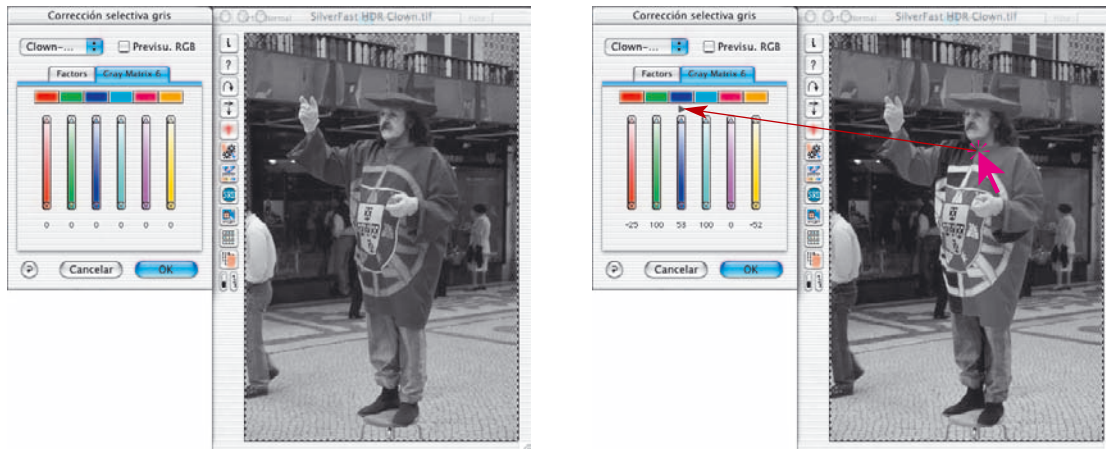 Corrección selectiva gris
SilverFast HDR Clown.tif
Clown-...
Previsu. RGB
Factors
Gray Matrix 6
0 0 0 0 0 0
Cancelar
OK
Corrección selectiva gris
SilverFast HDR Clown.tif
Clown-...
Previsu. RGB
Factors
Gray Matrix 6
-25 100 53 100 0 -52
Cancelar
OK